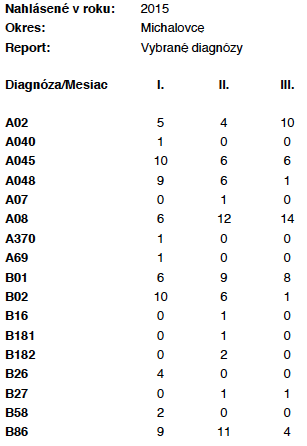 Nahlásené v roku: 2015
Okres: Michalovce
Report: Vybrané diagnózy
Diagnóza/Mesiac I. II. III.
A02 5 4 10
A040 1 0 0
A045 10 6 6
A048 9 6 1
A07 0 1 0
A08 6 12 14
A370 1 0 0
A69 1 0 0
B01 6 9 8
B02 10 6 1
B16 0 1 0
B181 0 1 0
B182 0 2 0
B26 4 0 0
B27 0 1 1
B58 2 0 0
B86 9 11 4